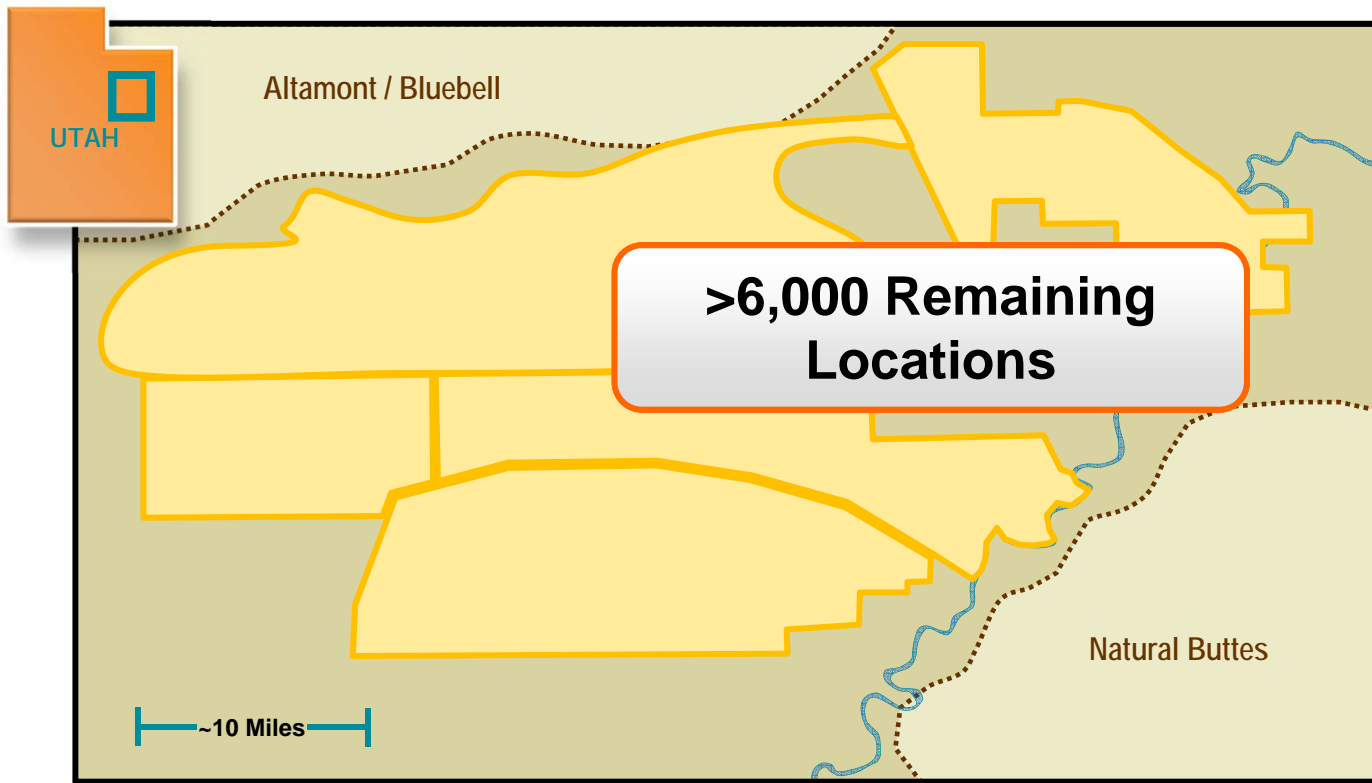 UTAH
Altamont / Bluebell
>6,000 Remaining
Locations
Natural Buttes
~10 Miles